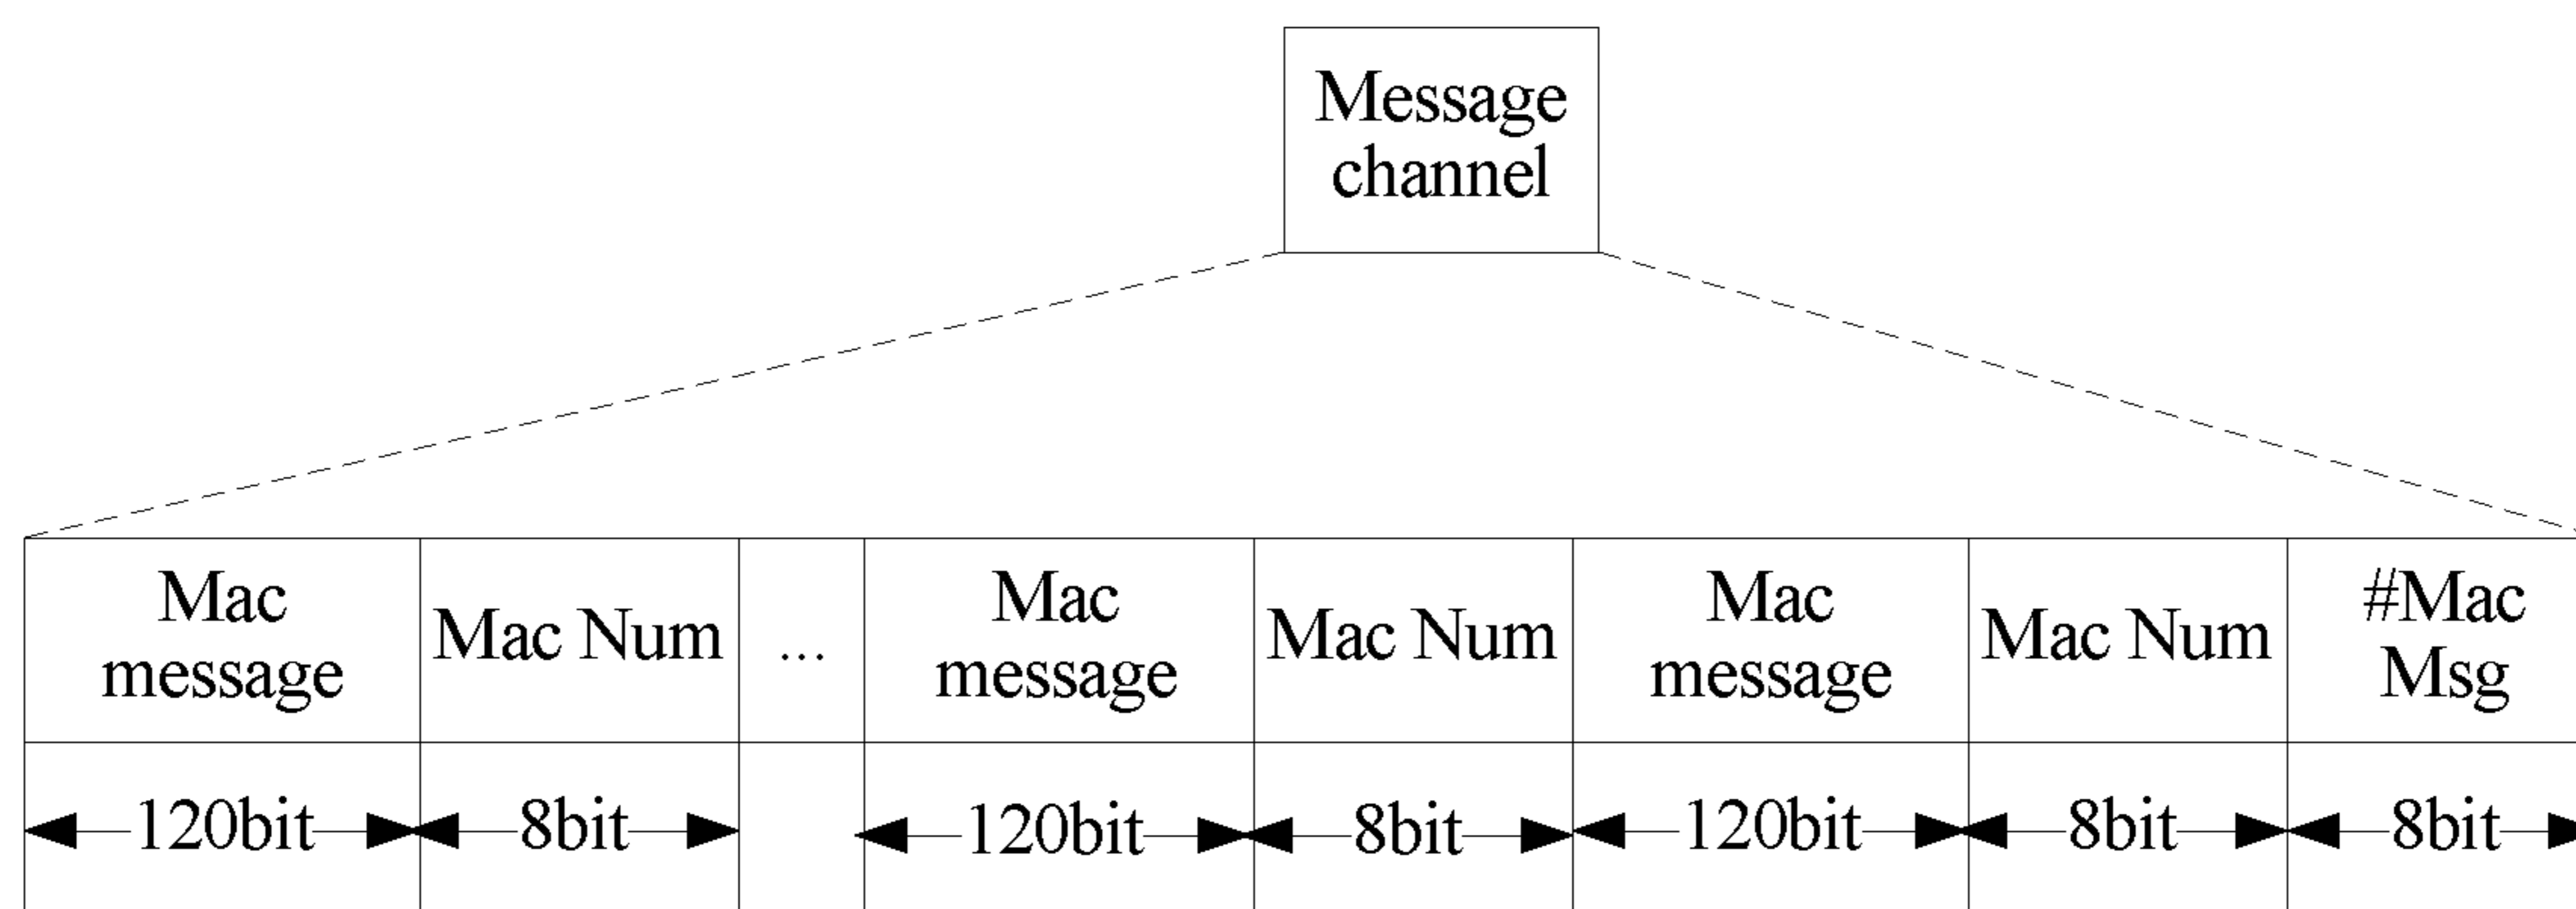 Message
channel
Mac
message
Mac Num
...
Mac
message
Mac Num
Mac
message
Mac Num
#Mac
Msg
120bit
8bit
120bit
8bit
120bit
8bit
8bit